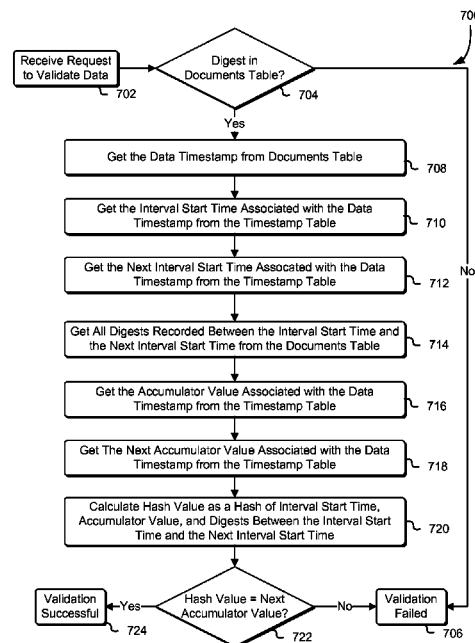 700
Receive Request
to Validate Data
702
Digest in
Documents Table?
704
Yes
No
Get the Data Timestamp from Documents Table
708
Get the Interval Start Time Associated with the Data
Timestamp from the Timestamp Table
710
Get the Next Interval Start Time Assocated with the Data
Timestamp from the Timestamp Table
712
Get All Digests Recorded Between the Interval Start Time and
the Next Interval Start Time from the Documents Table
714
Get the Accumulator Value Associated with the Data
Timestamp from the Timestamp Table
716
Get The Next Accumulator Value Associated with the Data
Timestamp from the Timestamp Table
718
Calculate Hash Value as a Hash of Interval Start Time,
Accumulator Value, and Digests Between the Interval Start
Time and the Next Interval Start Time
720
Hash Value = Next
Accumulator Value?
722
Yes
Validation
Successful
724
No
Validation
Failed
706